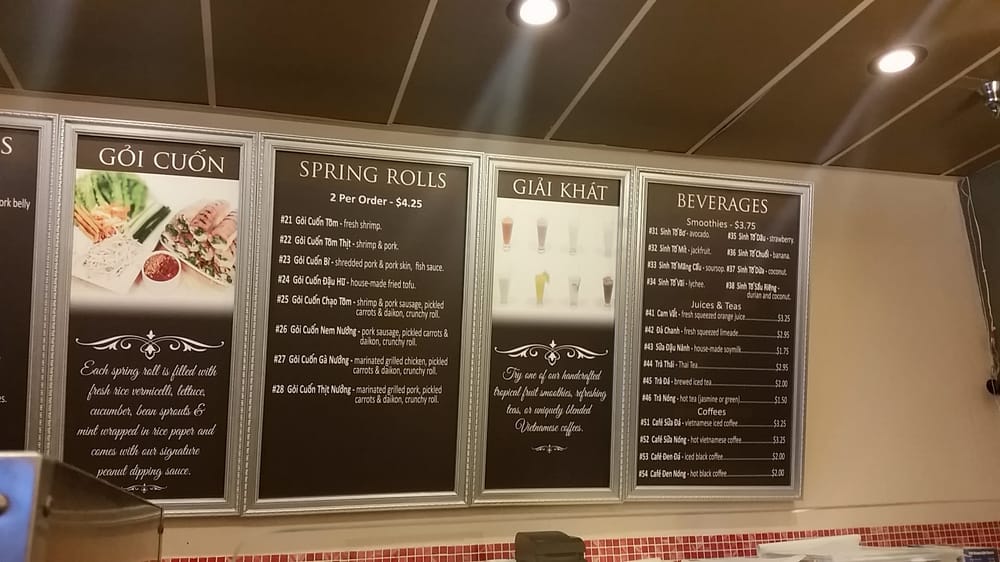 S
ork belly
es.
GỎI CUỐN
Each spring roll is filled with
fresh rice vermicelli, lettuce,
cucumber, bean sprouts &
mint wrapped in rice paper and
comes with our signature
peanut dipping sauce.
SPRING ROLLS
2 Per Order - $4.25
#21 Gỏi Cuốn Tôm - fresh shrimp.
#22 Gỏi Cuốn Tôm Thịt - shrimp & pork.
#23 Gỏi Cuốn Bì - shredded pork & pork skin, fish sauce.
#24 Gỏi Cuốn Đậu Hủ - house-made fried tofu.
#25 Gỏi Cuốn Chạo Tôm - shrimp & pork sausage, pickled
carrots & daikon, crunchy roll.
#26 Gỏi Cuốn Nem Nướng - pork sausage, pickled carrots &
daikon, crunchy roll.
#27 Gỏi Cuốn Gà Nướng - marinated grilled chicken, pickled
carrots & daikon, crunchy roll.
#28 Gỏi Cuốn Thịt Nướng - marinated grilled pork, pickled
carrots & daikon, crunchy roll.
GIẢI KHÁT
Try one of our handcrafted
tropical fruit smoothies, refreshing
teas, or uniquely blended
Vietnamese coffees.
BEVERAGES
Smoothies - $3.75
#31 Sinh Tố Bơ - avocado. #35 Sinh Tố Dâu - strawberry.
#32 Sinh Tố Mít - jackfruit. #36 Sinh Tố Chuối - banana.
#33 Sinh Tố Mãng Cầu - soursop. #37 Sinh Tố Dừa - coconut.
#34 Sinh Tố Vải - lychee. #38 Sinh Tố Sầu Riêng -
durian and coconut.
Juices & Teas
#41 Cam Vắt - fresh squeezed orange juice $3.25
#42 Đá Chanh - fresh squeezed limeade $2.95
#43 Sữa Đậu Nành - house-made soymilk $1.75
#44 Trà Thái - Thai Tea $2.95
#45 Trà Đá - brewed iced tea $2.00
#46 Trà Nóng - hot tea (jasmine or green) $1.50
Coffees
#51 Café Sữa Đá - vietnamese iced coffee $3.25
#52 Café Sữa Nóng - hot vietnamese coffee $3.25
#53 Café Đen Đá - iced black coffee $2.00
#54 Café Đen Nóng - hot black coffee $2.00